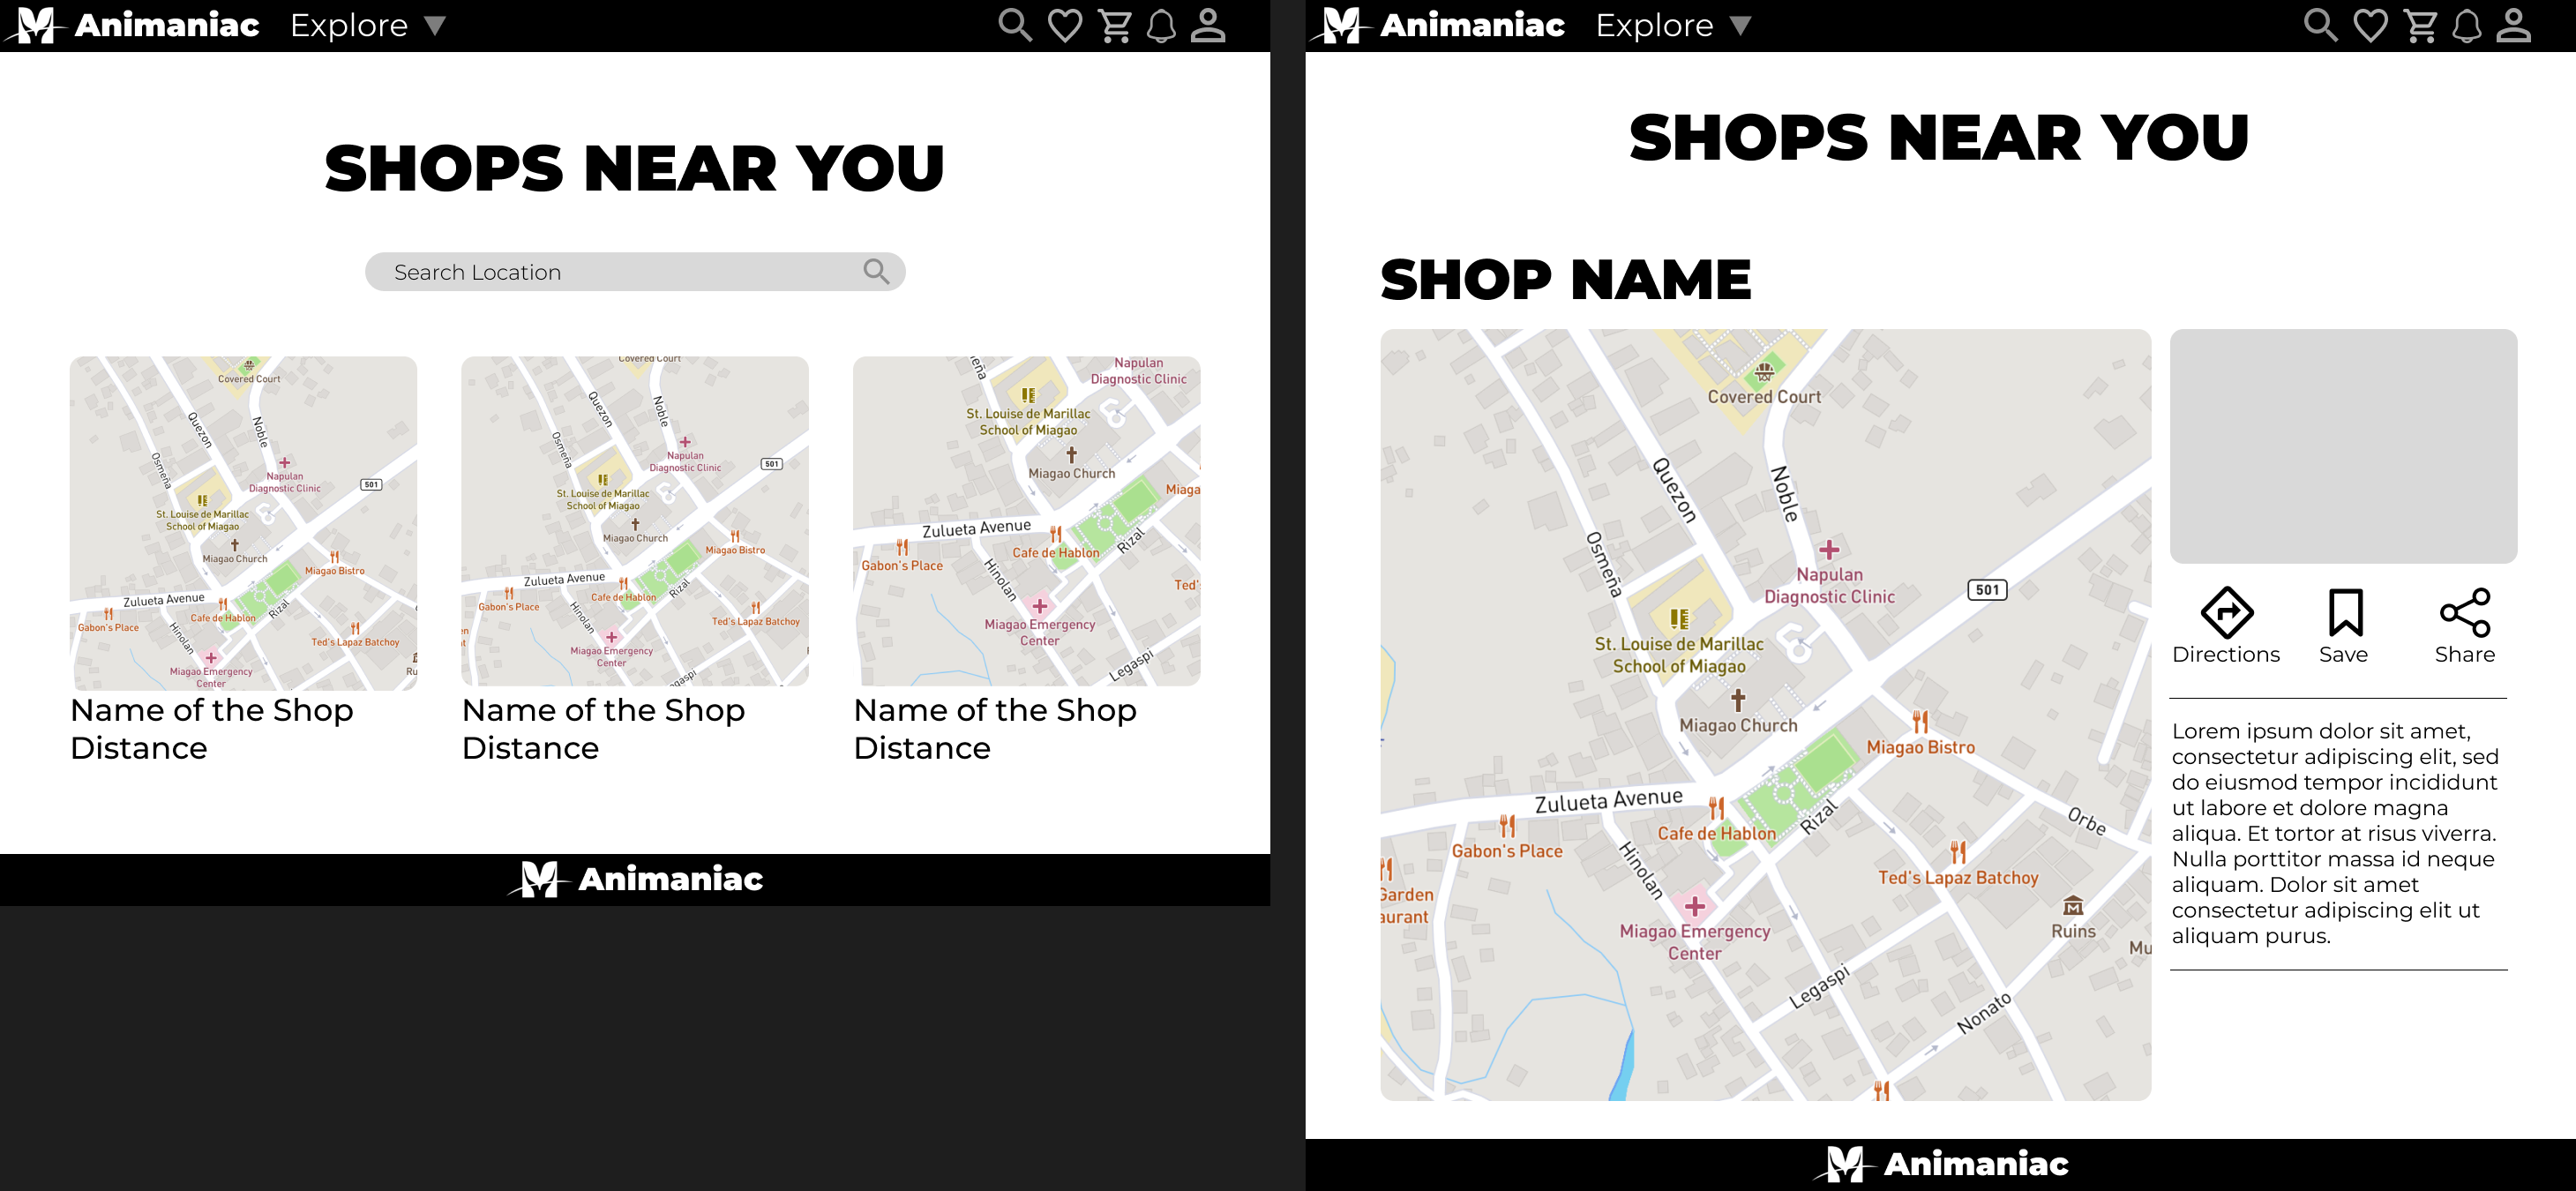 Animaniac Explore
SHOPS NEAR YOU
Search Location
Covered Court
Quezon
Noble
Osmeña
Napulan
Diagnostic Clinic
501
St. Louise de Marillac
School of Miagao
Miagao Church
Miagao Bistro
Zulueta Avenue
Cafe de Hablon
Rizal
Gabon's Place
Hinolan
Ted's Lapaz Batchoy
Miagao Emergency
Center
Ru
Name of the Shop
Distance
Covered Court
Quezon
Noble
Osmeña
Napulan
Diagnostic Clinic
501
St. Louise de Marillac
School of Miagao
Miagao Church
Miagao Bistro
Zulueta Avenue
Cafe de Hablon
Rizal
Gabon's Place
Hinolan
Ted's Lapaz Batchoy
en
Miagao Emergency
Center
gaspi
Name of the Shop
Distance
eña
Napulan
Diagnostic Clinic
St. Louise de Marillac
School of Miagao
Miagao Church
Miaga
Zulueta Avenue
Cafe de Hablon
Rizal
Gabon's Place
Hinolan
Ted's
Miagao Emergency
Center
Legaspi
Name of the Shop
Distance
Animaniac
Animaniac Explore
SHOPS NEAR YOU
SHOP NAME
Covered Court
Quezon
Noble
Osmeña
Napulan
Diagnostic Clinic
501
St. Louise de Marillac
School of Miagao
Miagao Church
Miagao Bistro
Zulueta Avenue
Cafe de Hablon
Rizal
Orbe
Gabon's Place
Hinolan
Ted's Lapaz Batchoy
Garden
aurant
Miagao Emergency
Center
Ruins
Mu
Legaspi
Nonato
Directions Save Share
Lorem ipsum dolor sit amet,
consectetur adipiscing elit, sed
do eiusmod tempor incididunt
ut labore et dolore magna
aliqua. Et tortor at risus viverra.
Nulla porttitor massa id neque
aliquam. Dolor sit amet
consectetur adipiscing elit ut
aliquam purus.
Animaniac